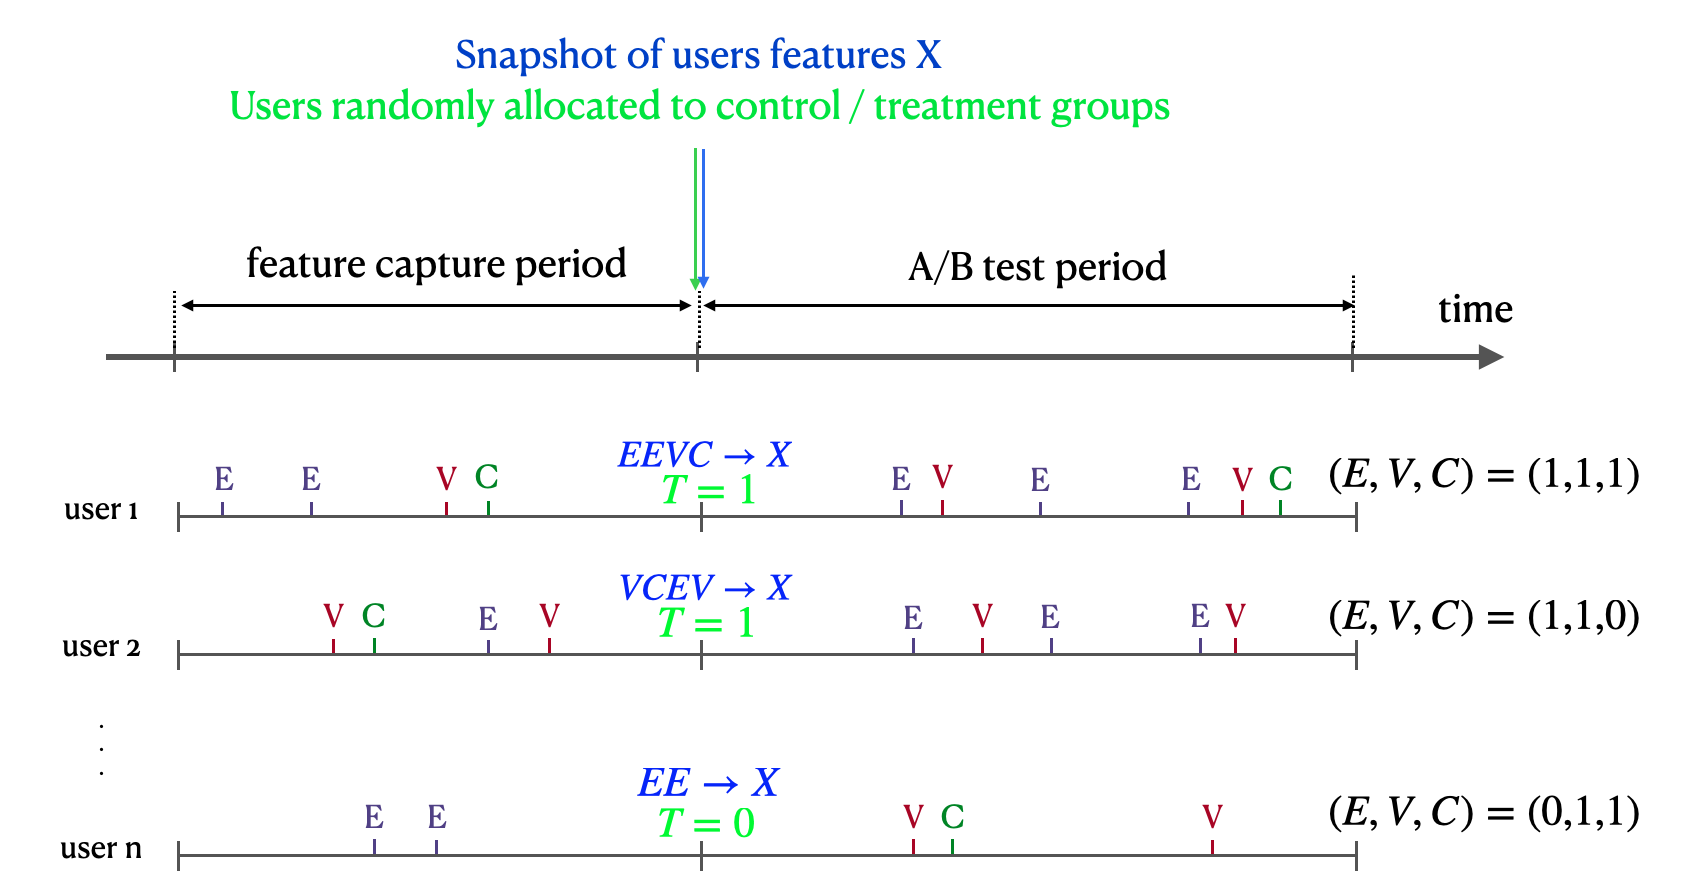 Snapshot of users features X
Users randomly allocated to control / treatment groups
feature capture period
A/B test period
time
EEVC → X
T = 1
E E V C E V E E V C
(E, V, C) = (1,1,1)
user 1
VCEV → X
T = 1
V C E V E V E E V
(E, V, C) = (1,1,0)
user 2
.
.
.
EE → X
T = 0
E E V C V
(E, V, C) = (0,1,1)
user n